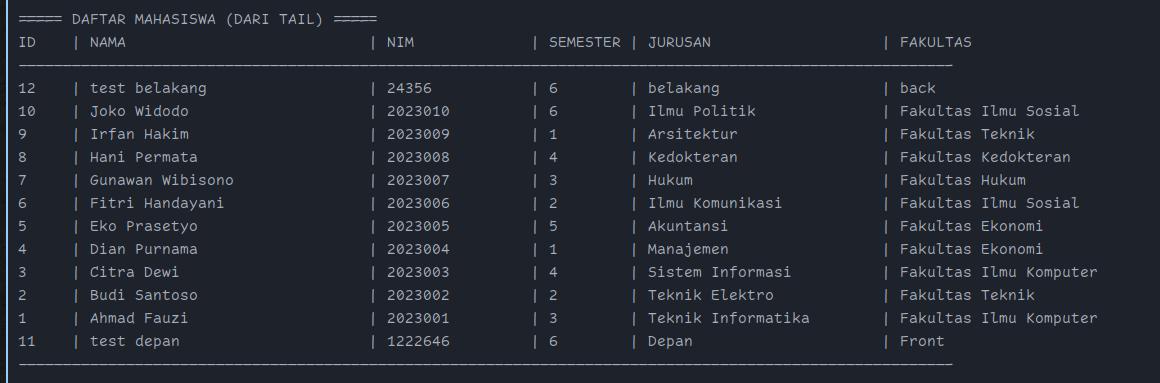 ===== DAFTAR MAHASISWA (DARI TAIL) =====
ID | NAMA | NIM | SEMESTER | JURUSAN | FAKULTAS
12 | test belakang | 24356 | 6 | belakang | back
10 | Joko Widodo | 2023010 | 6 | Ilmu Politik | Fakultas Ilmu Sosial
9 | Irfan Hakim | 2023009 | 1 | Arsitektur | Fakultas Teknik
8 | Hani Permata | 2023008 | 4 | Kedokteran | Fakultas Kedokteran
7 | Gunawan Wibisono | 2023007 | 3 | Hukum | Fakultas Hukum
6 | Fitri Handayani | 2023006 | 2 | Ilmu Komunikasi | Fakultas Ilmu Sosial
5 | Eko Prasetyo | 2023005 | 5 | Akuntansi | Fakultas Ekonomi
4 | Dian Purnama | 2023004 | 1 | Manajemen | Fakultas Ekonomi
3 | Citra Dewi | 2023003 | 4 | Sistem Informasi | Fakultas Ilmu Komputer
2 | Budi Santoso | 2023002 | 2 | Teknik Elektro | Fakultas Teknik
1 | Ahmad Fauzi | 2023001 | 3 | Teknik Informatika | Fakultas Ilmu Komputer
11 | test depan | 1222646 | 6 | Depan | Front